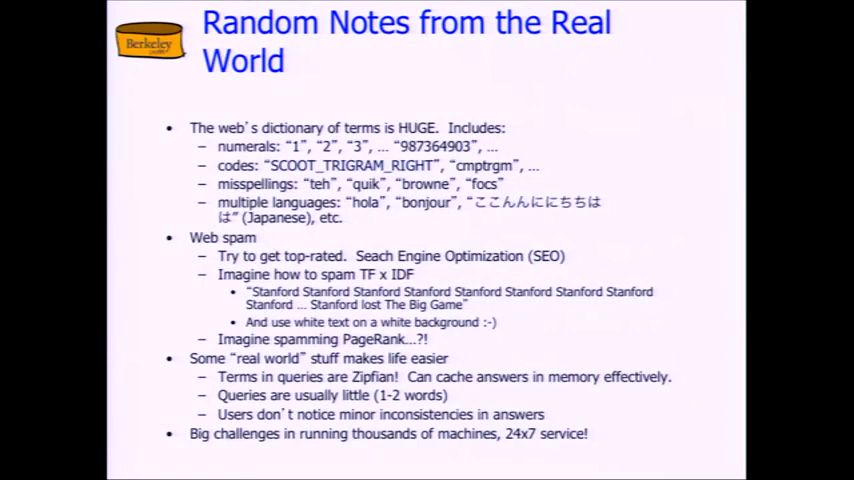 Berkeley
Random Notes from the Real
World
• The web's dictionary of terms is HUGE. Includes:
– numerals: “1”, “2”, “3”, … “987364903”, …
– codes: “SCOOT_TRIGRAM_RIGHT”, “cmptrgm”, …
– misspellings: “teh”, “quik”, “browne”, “focs”
– multiple languages: “hola”, “bonjour”, “ここんんににちちは
は” (Japanese), etc.
• Web spam
– Try to get top-rated. Seach Engine Optimization (SEO)
– Imagine how to spam TF x IDF
• “Stanford Stanford Stanford Stanford Stanford Stanford Stanford Stanford
Stanford … Stanford lost The Big Game”
• And use white text on a white background :-)
– Imagine spamming PageRank…?!
• Some “real world” stuff makes life easier
– Terms in queries are Zipfian! Can cache answers in memory effectively.
– Queries are usually little (1-2 words)
– Users don't notice minor inconsistencies in answers
• Big challenges in running thousands of machines, 24x7 service!